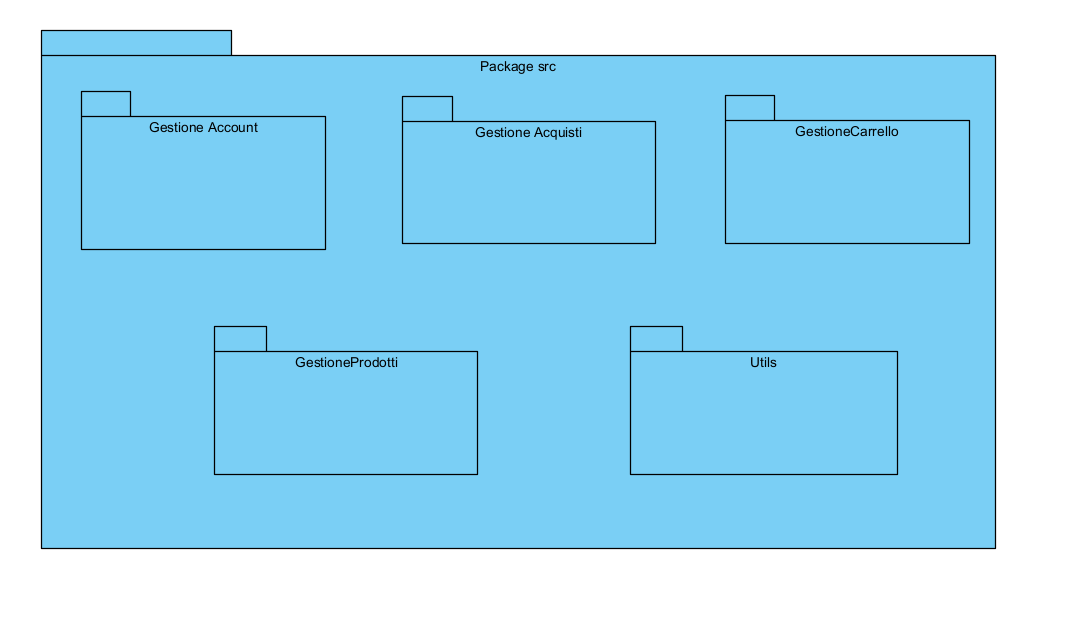 Package src
Gestione Account
Gestione Acquisti
GestioneCarrello
GestioneProdotti
Utils